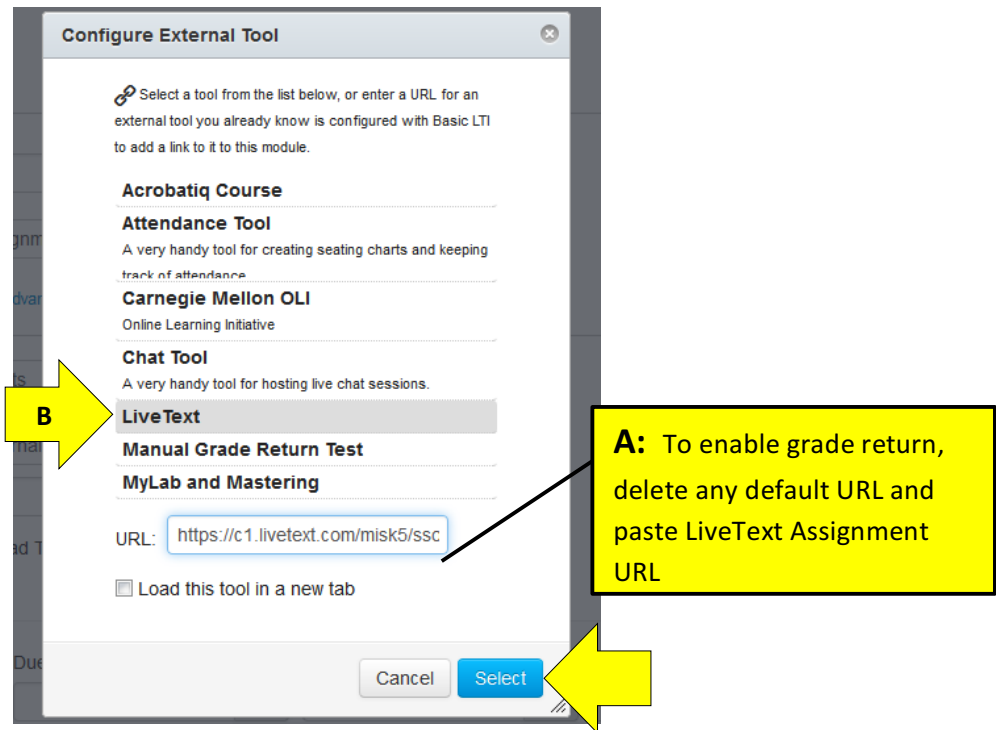 Configure External Tool
Select a tool from the list below, or enter a URL for an
external tool you already know is configured with Basic LTI
to add a link to it to this module.
Acrobatiq Course
Attendance Tool
A very handy tool for creating seating charts and keeping
track of attendance
Carnegie Mellon OLI
Online Learning Initiative
Chat Tool
A very handy tool for hosting live chat sessions.
B
LiveText
Manual Grade Return Test
MyLab and Mastering
URL: https://c1.livetext.com/misk5/ssc
Load this tool in a new tab
A: To enable grade return,
delete any default URL and
paste LiveText Assignment
URL
Due
Cancel Select